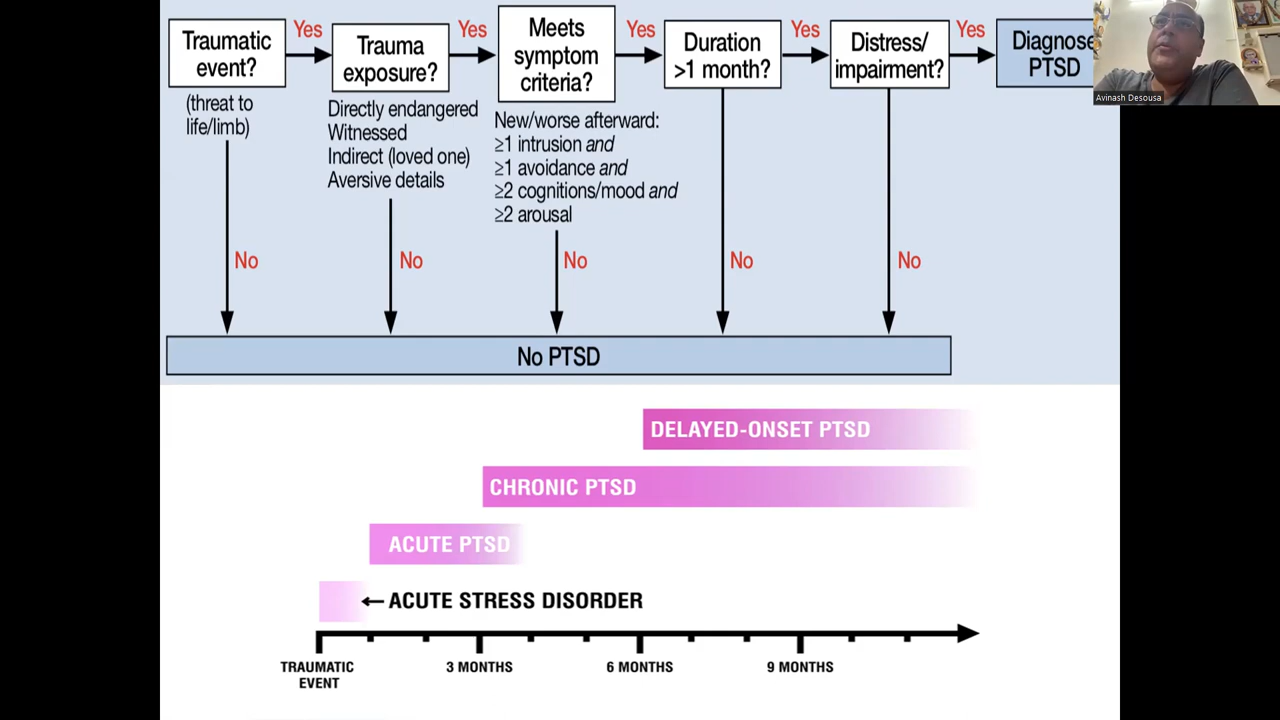 Traumatic
event?
Yes
Trauma
exposure?
Yes
Meets
symptom
criteria?
Yes
Duration
>1 month?
Yes
Distress/
impairment?
Yes
Diagnose
PTSD
Avinash Desousa
(threat to
life/limb)
Directly endangered
Witnessed
Indirect (loved one)
Aversive details
New/worse afterward:
≥1 intrusion and
≥1 avoidance and
≥2 cognitions/mood and
≥2 arousal
No
No
No
No
No
No PTSD
DELAYED-ONSET PTSD
CHRONIC PTSD
ACUTE PTSD
ACUTE STRESS DISORDER
TRAUMATIC
EVENT
3 MONTHS
6 MONTHS
9 MONTHS